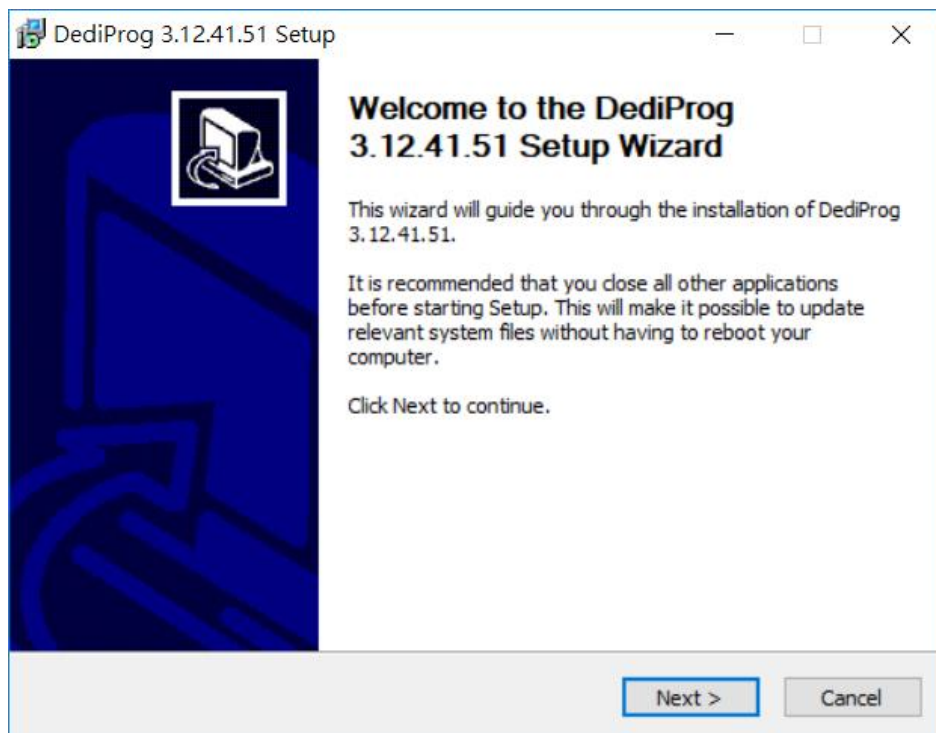 DediProg 3.12.41.51 Setup
Welcome to the DediProg
3.12.41.51 Setup Wizard
This wizard will guide you through the installation of DediProg
3.12.41.51.
It is recommended that you close all other applications
before starting Setup. This will make it possible to update
relevant system files without having to reboot your
computer.
Click Next to continue.
Next >
Cancel